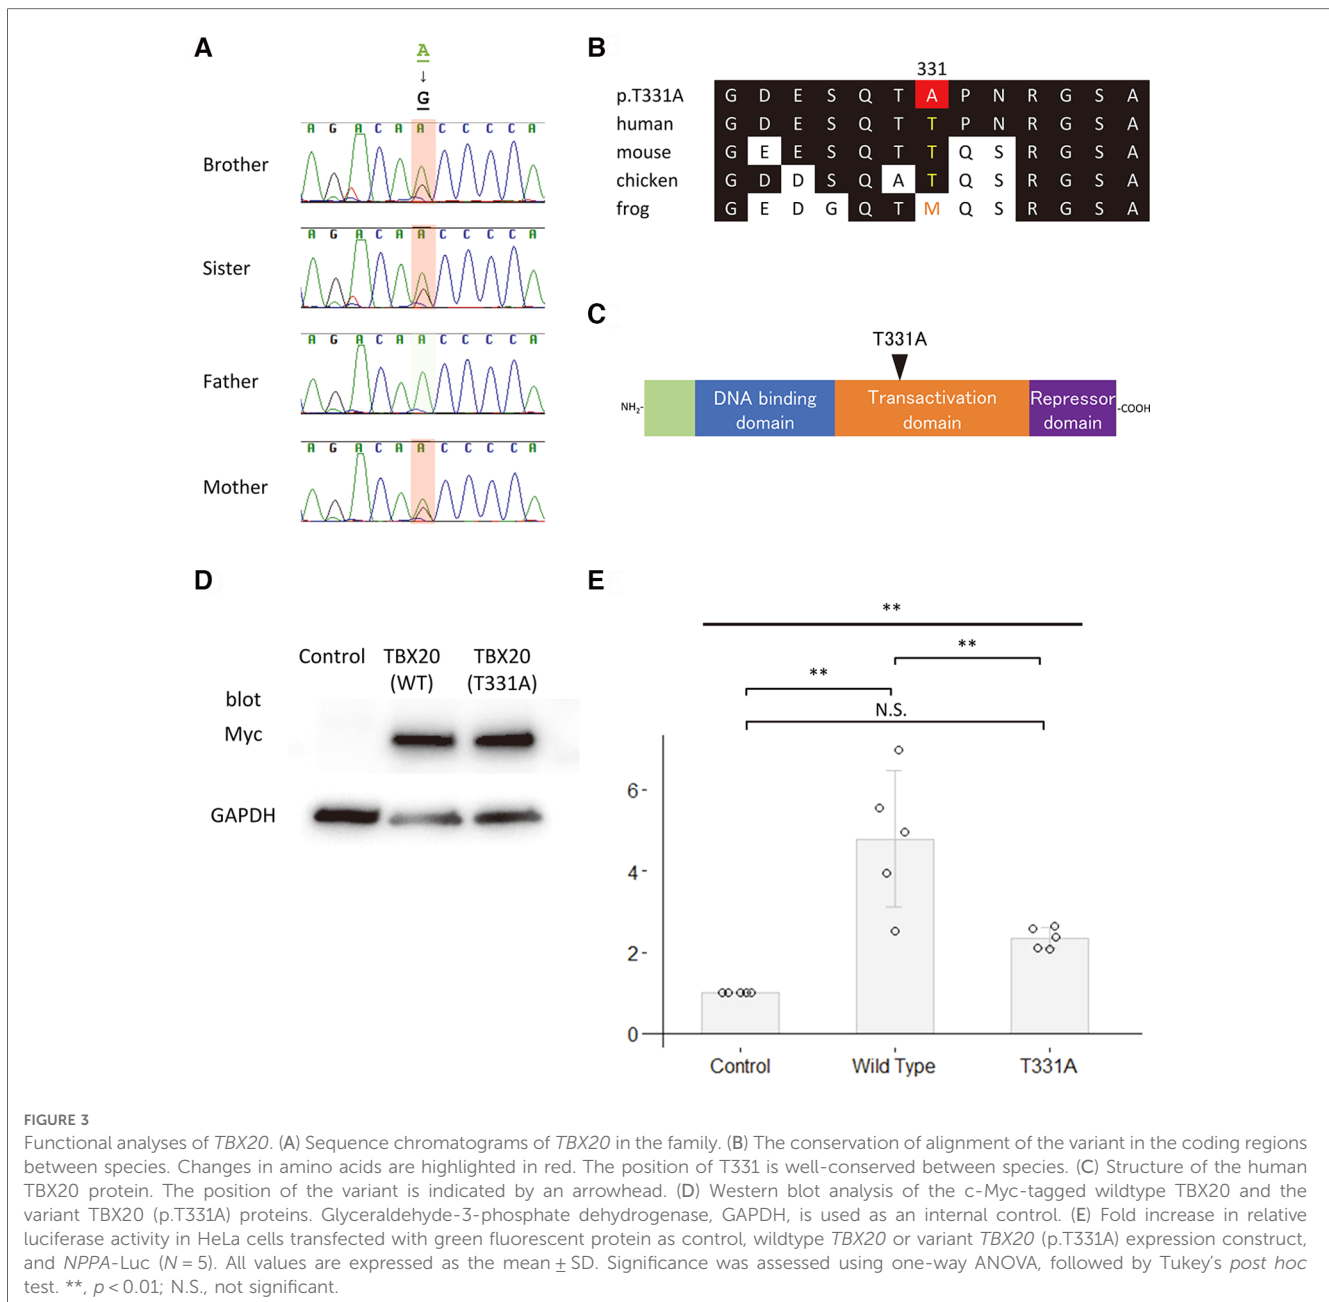 A
A
↓
G
A G A C A A C C C C A
Brother
A G A C A A C C C C A
Sister
A G A C A A C C C C A
Father
A G A C A A C C C C A
Mother
B
331
p.T331A G D E S Q T A P N R G S A
human G D E S Q T T P N R G S A
mouse G E E S Q T T Q S R G S A
chicken G D D S Q A T Q S R G S A
frog G E D G Q T M Q S R G S A
C
T331A
NH2- DNA binding domain Transactivation domain Repressor domain -COOH
D
Control TBX20 TBX20
(WT) (T331A)
blot
Myc
GAPDH
E
**
**
**
N.S.
6
4
2
0
Control Wild Type T331A
FIGURE 3
Functional analyses of TBX20. (A) Sequence chromatograms of TBX20 in the family. (B) The conservation of alignment of the variant in the coding regions
between species. Changes in amino acids are highlighted in red. The position of T331 is well-conserved between species. (C) Structure of the human
TBX20 protein. The position of the variant is indicated by an arrowhead. (D) Western blot analysis of the c-Myc-tagged wildtype TBX20 and the
variant TBX20 (p.T331A) proteins. Glyceraldehyde-3-phosphate dehydrogenase, GAPDH, is used as an internal control. (E) Fold increase in relative
luciferase activity in HeLa cells transfected with green fluorescent protein as control, wildtype TBX20 or variant TBX20 (p.T331A) expression construct,
and NPPA-Luc (N = 5). All values are expressed as the mean ± SD. Significance was assessed using one-way ANOVA, followed by Tukey's post hoc
test. **, p < 0.01; N.S., not significant.